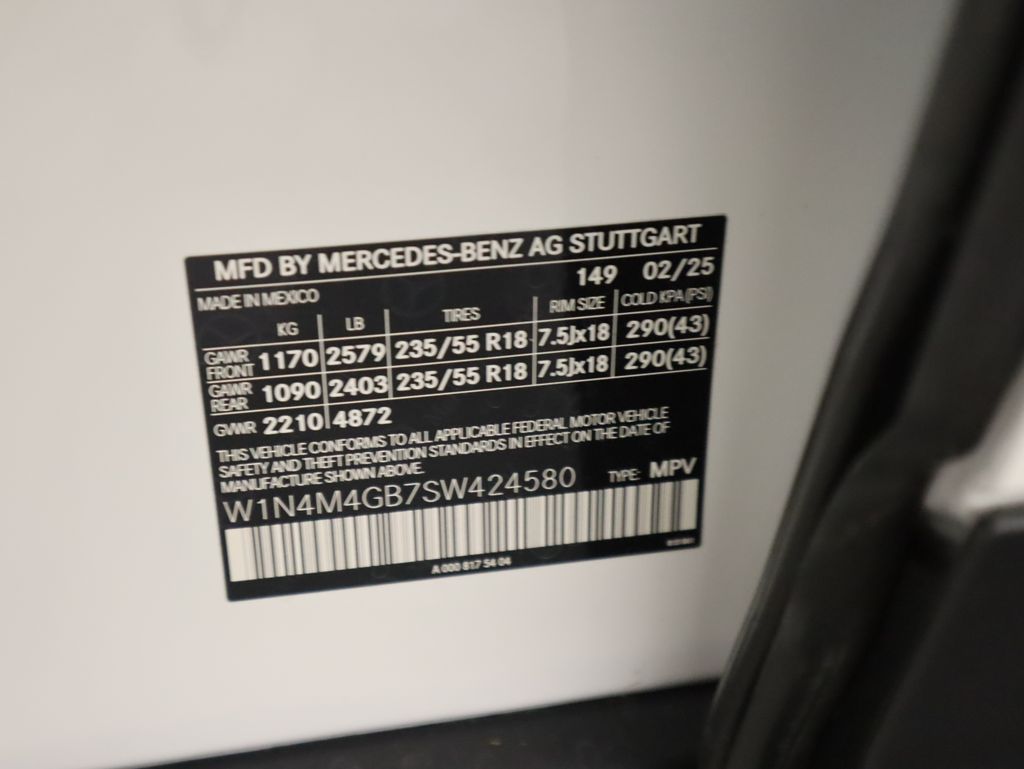 MFD BY MERCEDES-BENZ AG STUTTGART
149 02/25
MADE IN MEXICO
KG LB TIRES RIM SIZE COLD KPA (PSI)
GAWR FRONT 1170 2579 235/55 R18 7.5Jx18 290(43)
GAWR REAR 1090 2403 235/55 R18 7.5Jx18 290(43)
GVWR 2210 4872
THIS VEHICLE CONFORMS TO ALL APPLICABLE FEDERAL MOTOR VEHICLE
SAFETY AND THEFT PREVENTION STANDARDS IN EFFECT ON THE DATE OF
MANUFACTURE SHOWN ABOVE.
W1N4M4GB7SW424580 TYPE: MPV
A 000 817 54 04